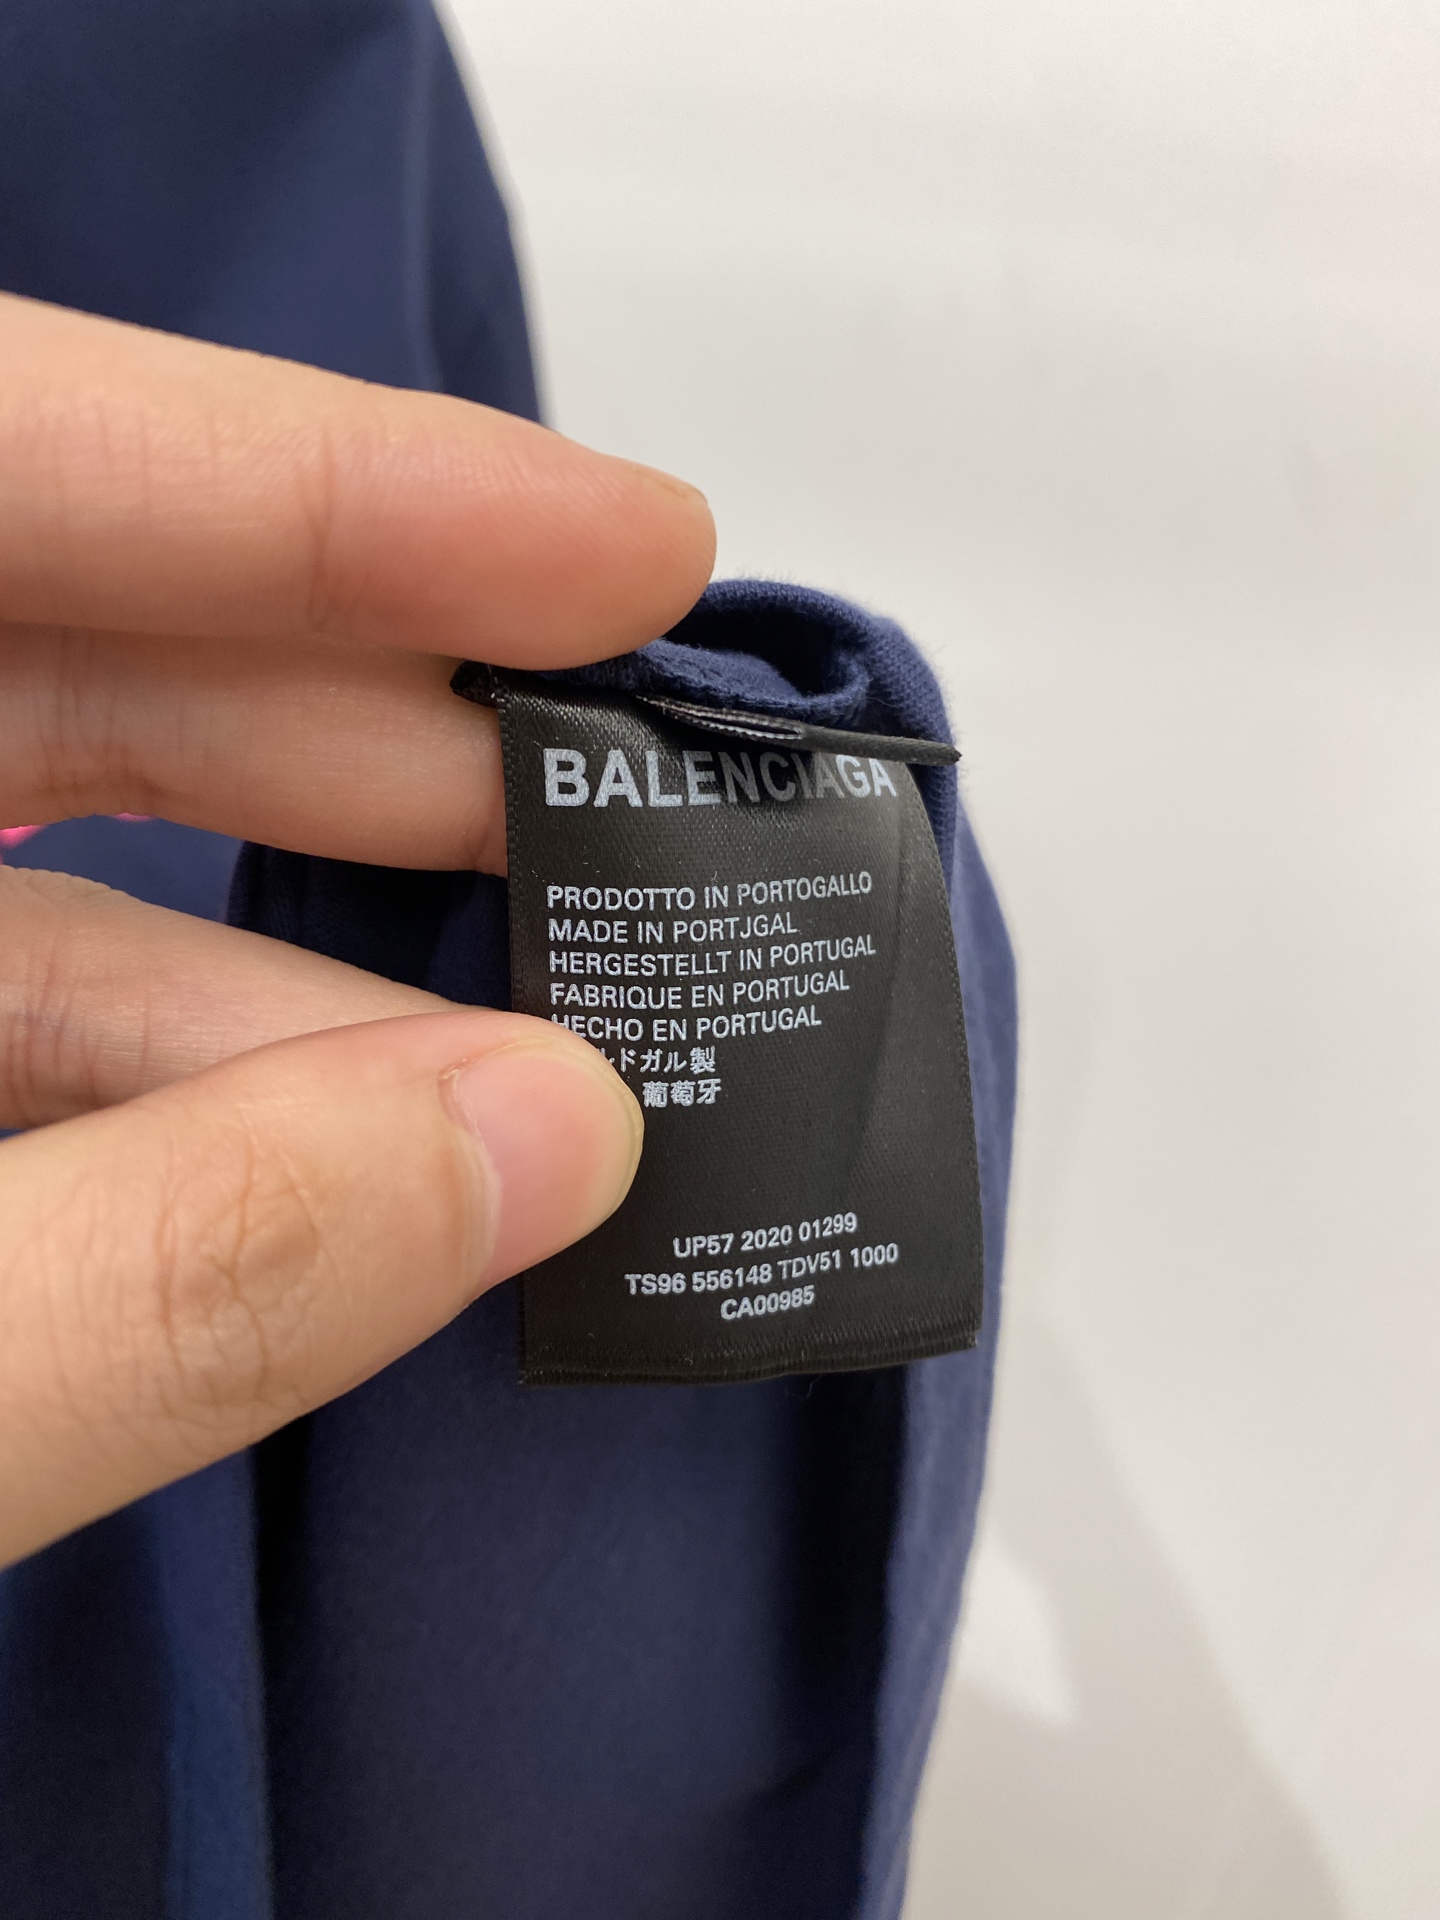 BALENCIAGA
PRODOTTO IN PORTOGALLO
MADE IN PORTJGAL
HERGESTELLT IN PORTUGAL
FABRIQUE EN PORTUGAL
HECHO EN PORTUGAL
ルドガル製
葡萄牙
UP57 2020 01299
TS96 556148 TDV51 1000
CA00985